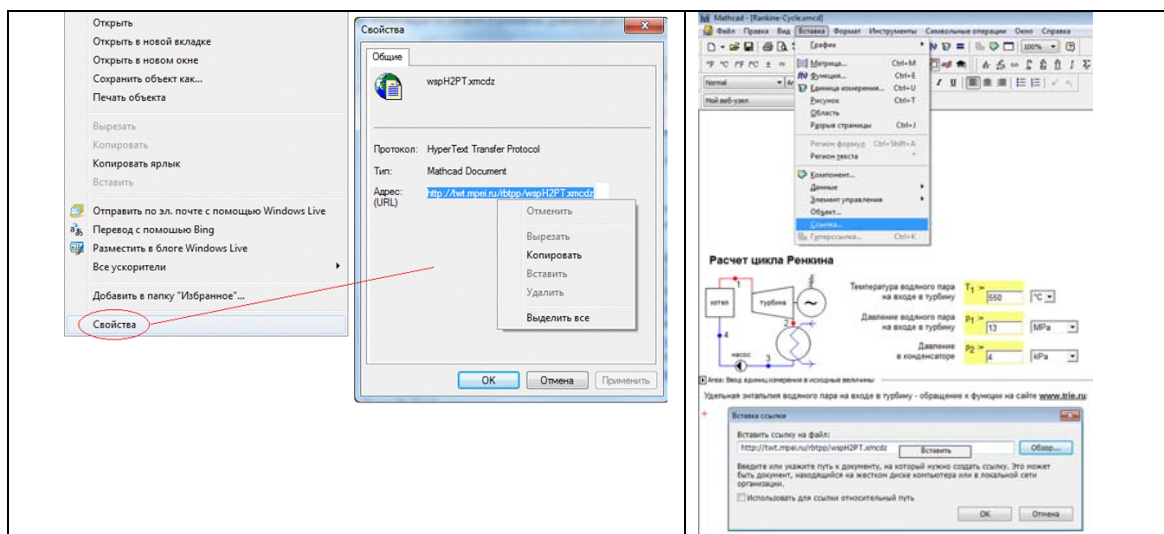 Открыть
Открыть в новой вкладке
Открыть в новом окне
Сохранить объект как...
Печать объекта
Вырезать
Копировать
Копировать ярлык
Вставить
Отправить по эл. почте с помощью Windows Live
Перевод с помощью Bing
Разместить в блоге Windows Live
Все ускорители
Добавить в папку "Избранное"...
Свойства
Свойства
Общие
wspH2PT.xmcdz
Протокол: HyperText Transfer Protocol
Тип: Mathcad Document
Адрес: http://twt.mpei.ru/rbtpp/wspH2PT.xmcdz
(URL)
Отменить
Вырезать
Копировать
Вставить
Удалить
Выделить все
OK Отмена Применить
Mathcad - [Rankine-Cycle.xmcd]
Файл Правка Вид Вставка Формат Инструменты Символьные операции Окно Справка
100%
Normal
Мой веб-узел
График
Матрица... Ctrl+M
Функция... Ctrl+E
Единица измерения... Ctrl+U
Рисунок Ctrl+T
Область
Разрыв страницы Ctrl+J
Регион формул Ctrl+Shift+A
Регион текста "
Компонент...
Данные
Элемент управления
Объект...
Ссылка...
Гиперссылка... Ctrl+K
Расчет цикла Ренкина
1
котел
турбина
2
4
насос
3
Температура водяного пара T1 :=
на входе в турбину 550 °C
Давление водяного пара P1 :=
на входе в турбину 13 MPa
Давление P2 :=
в конденсаторе 4 kPa
Area: Ввод единиц измерения в исходные величины
Удельная энтальпия водяного пара на входе в турбину - обращение к функции на сайте www.trie.ru:
Вставка ссылки
Вставить ссылку на файл:
http://twt.mpei.ru/rbtpp/wspH2PT.xmcdz Вставить Обзор...
Введите или укажите путь к документу, на который нужно создать ссылку. Это может
быть документ, находящийся на жестком диске компьютера или в локальной сети
организации.
Использовать для ссылки относительный путь
OK Отмена